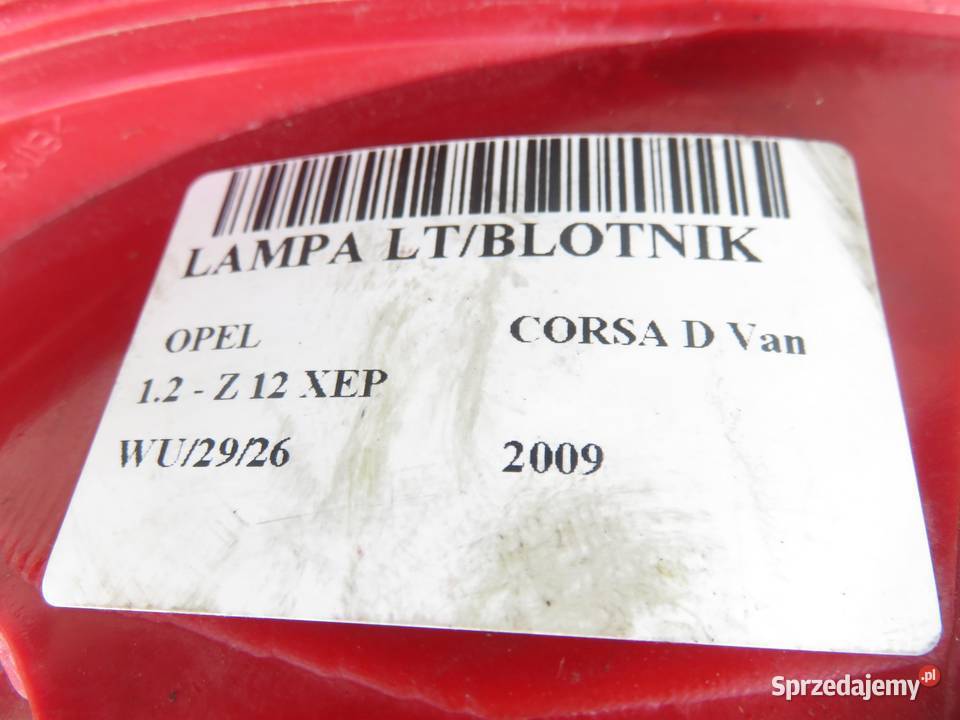 LAMPA LT/BLOTNIK
OPEL
CORSA D Van
1.2 - Z 12 XEP
WU/29/26
2009
Sprzedajemy.pl